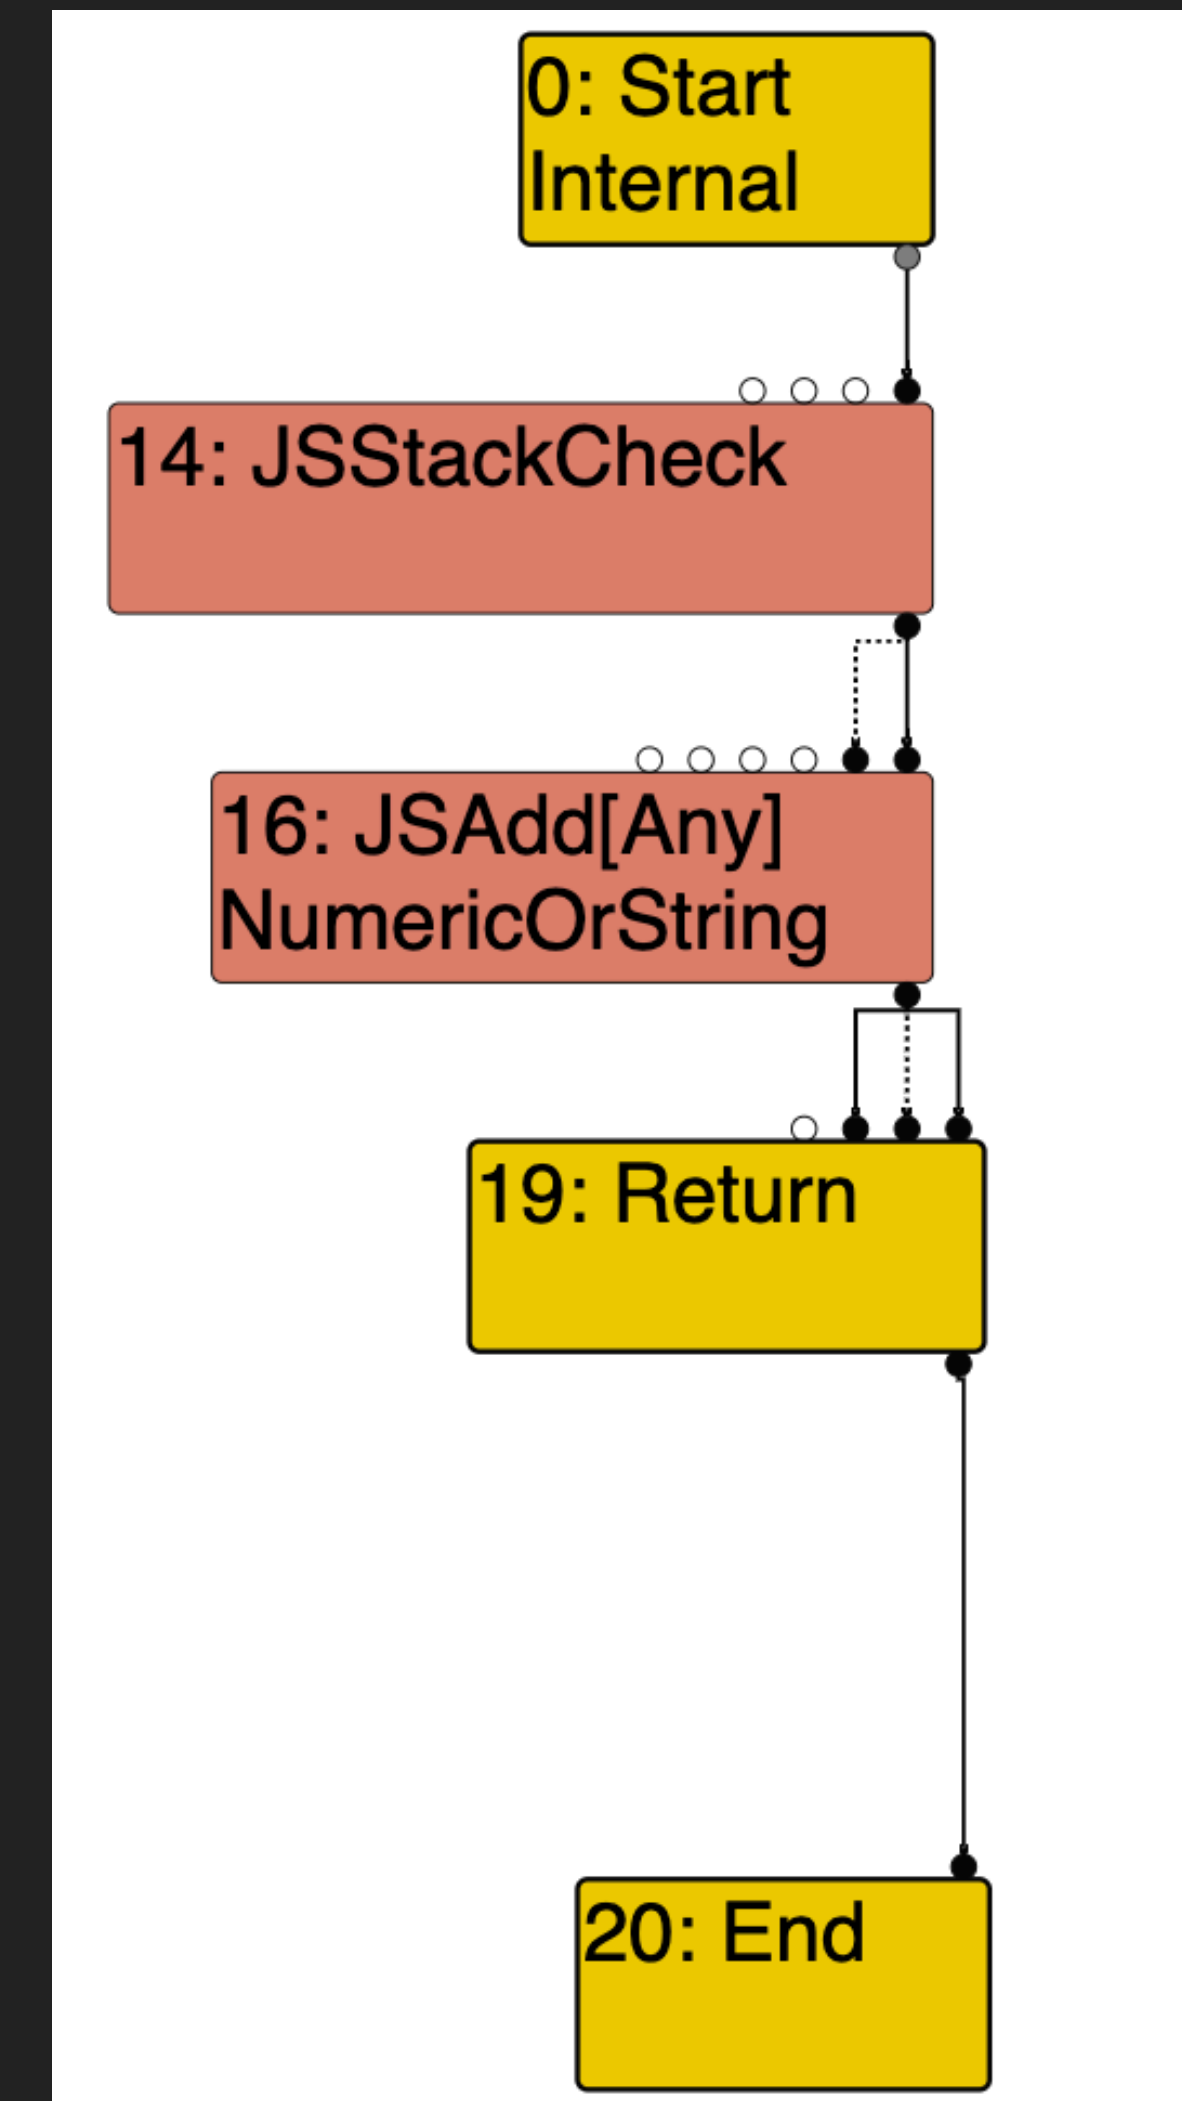 0: Start
Internal
14: JSStackCheck
16: JSAdd[Any]
NumericOrString
19: Return
20: End